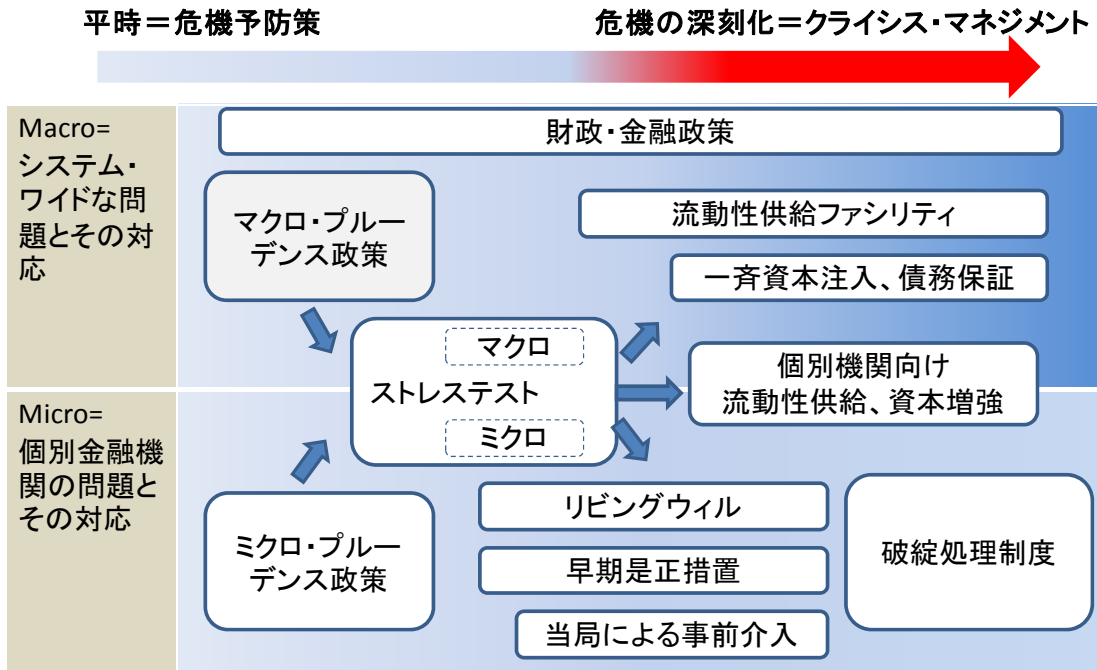 平時＝危機予防策
危機の深刻化＝クライシス・マネジメント
Macro=
システム・
ワイドな問
題とその対
応
財政・金融政策
マクロ・プルー
デンス政策
流動性供給ファシリティ
一斉資本注入、債務保証
マクロ
ストレステスト
ミクロ
個別機関向け
流動性供給、資本増強
Micro=
個別金融機
関の問題と
その対応
ミクロ・プルー
デンス政策
リビングウィル
早期是正措置
当局による事前介入
破綻処理制度